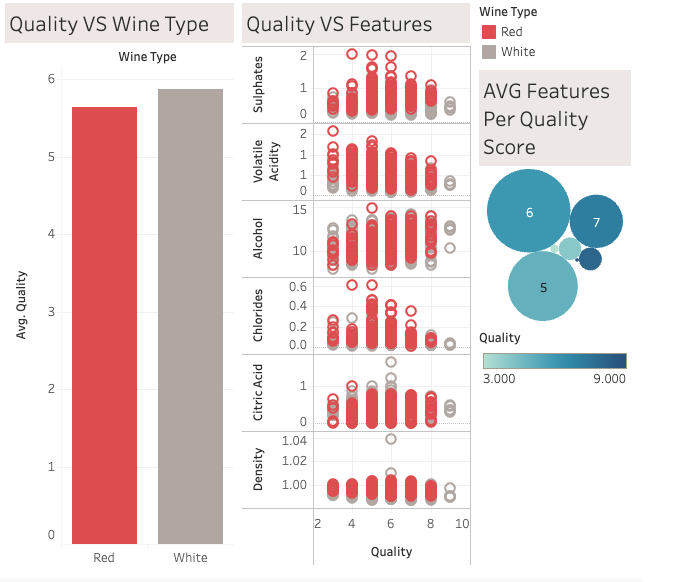 Quality VS Wine Type
Wine Type
6
5
4
3
2
1
0
Avg. Quality
Red
White
Quality VS Features
Sulphates
2
1
0
Volatile
Acidity
2
1
1
0
Alcohol
15
10
Chlorides
0.6
0.4
0.2
0.0
Citric Acid
1
0
Density
1.04
1.02
1.00
2
4
6
8
10
Quality
Wine Type
Red
White
AVG Features
Per Quality
Score
6
7
5
Quality
3.000
9.000